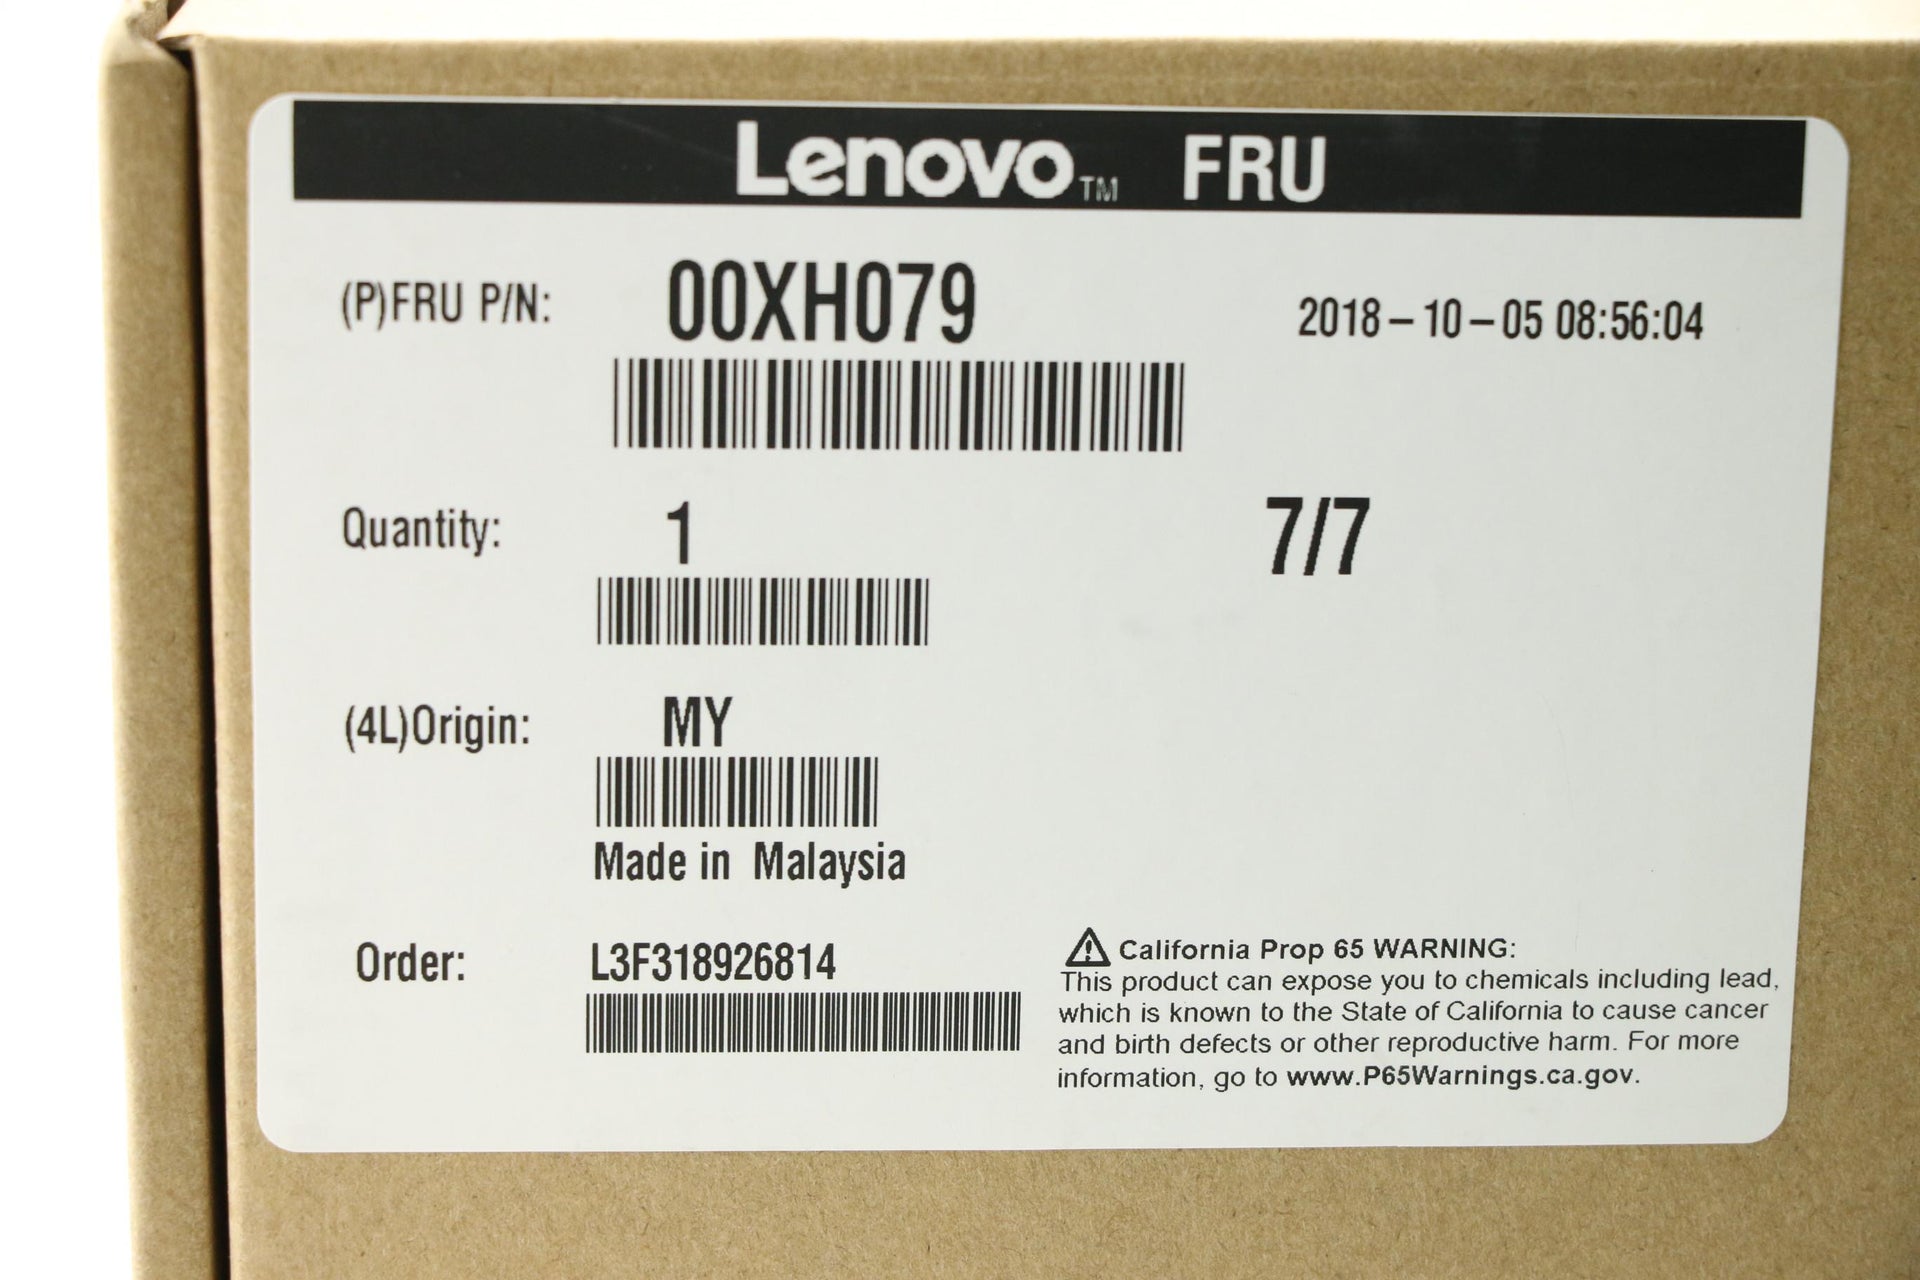 Lenovo™ FRU
(P)FRU P/N: 00XH079 2018-10-05 08:56:04
Quantity: 1 7/7
(4L)Origin: MY
Made in Malaysia
Order: L3F318926814
⚠ California Prop 65 WARNING:
This product can expose you to chemicals including lead,
which is known to the State of California to cause cancer
and birth defects or other reproductive harm. For more
information, go to www.P65Warnings.ca.gov.